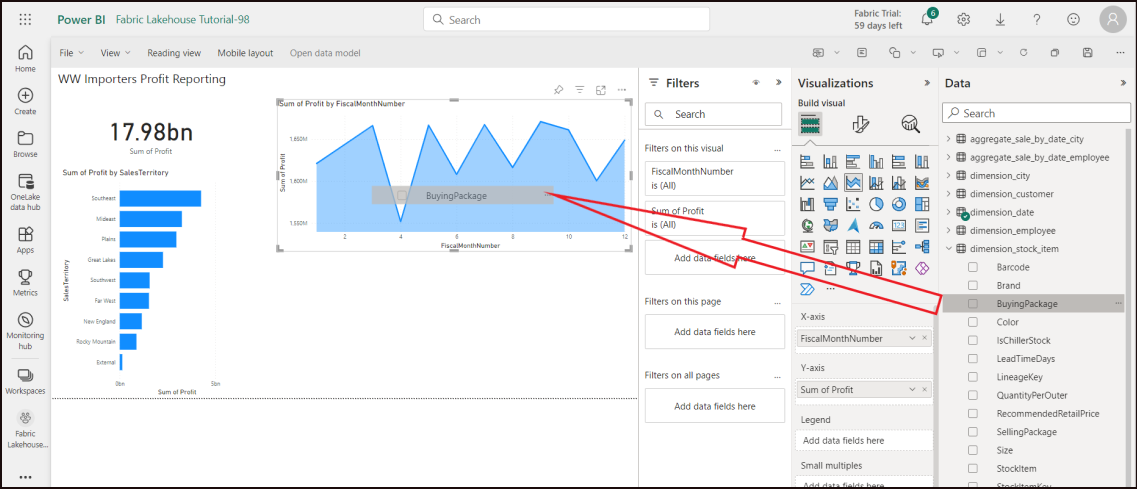 Power BI
Fabric Lakehouse Tutorial-98
Search
Fabric Trial:
59 days left
6
File
View
Reading view
Mobile layout
Open data model
Home
Create
Browse
OneLake
data hub
Apps
Metrics
Monitoring
hub
Workspaces
Fabric
Lakehouse...
WW Importers Profit Reporting
17.98bn
Sum of Profit
Sum of Profit by SalesTerritory
SalesTerritory
Southeast
Mideast
Plains
Great Lakes
Southwest
Far West
New England
Rocky Mountain
External
0bn
5bn
Sum of Profit
Sum of Profit by FiscalMonthNumber
Sum of Profit
1,650M
1,600M
1,550M
BuyingPackage
2
4
6
8
10
12
FiscalMonthNumber
Filters
Search
Filters on this visual
FiscalMonthNumber
is (All)
Sum of Profit
is (All)
Add data fields here
Filters on this page
Add data fields here
Filters on all pages
Add data fields here
Visualizations
Build visual
123
X-axis
FiscalMonthNumber
Y-axis
Sum of Profit
Legend
Add data fields here
Small multiples
Add data fields here
Data
Search
aggregate_sale_by_date_city
aggregate_sale_by_date_employee
dimension_city
dimension_customer
dimension_date
dimension_employee
dimension_stock_item
Barcode
Brand
BuyingPackage
Color
IsChillerStock
LeadTimeDays
LineageKey
QuantityPerOuter
RecommendedRetailPrice
SellingPackage
Size
StockItem
StockItemKey